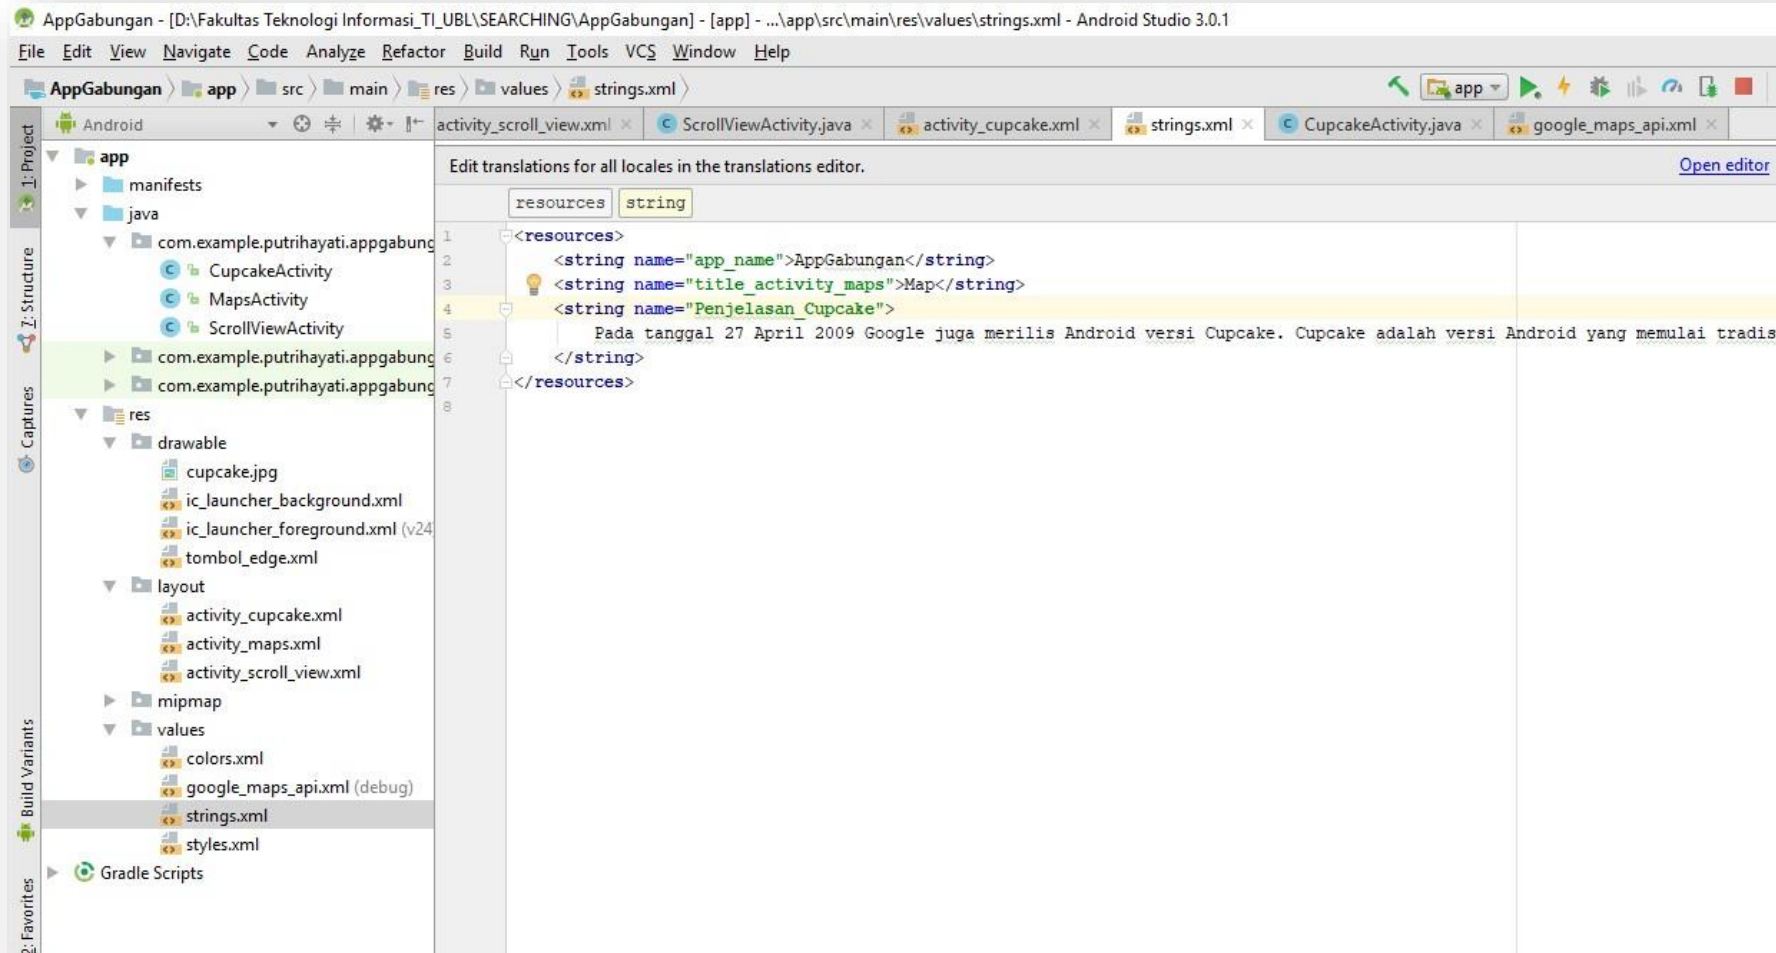 AppGabungan - [D:\Fakultas Teknologi Informasi_TI_UBL\SEARCHING\AppGabungan] - [app] - ...\app\src\main\res\values\strings.xml - Android Studio 3.0.1
File Edit View Navigate Code Analyze Refactor Build Run Tools VCS Window Help
AppGabungan app src main res values strings.xml app
Android activity_scroll_view.xml ScrollViewActivity.java activity_cupcake.xml strings.xml CupcakeActivity.java google_maps_api.xml
Edit translations for all locales in the translations editor. Open editor
resources string
1 <resources>
2 <string name="app_name">AppGabungan</string>
3 <string name="title_activity_maps">Map</string>
4 <string name="Penjelasan_Cupcake">
5 Pada tanggal 27 April 2009 Google juga merilis Android versi Cupcake. Cupcake adalah versi Android yang memulai tradis
6 </string>
7 </resources>
8
1: Project
7: Structure
Captures
Build Variants
2: Favorites
app
manifests
java
com.example.putrihayati.appgabung
CupcakeActivity
MapsActivity
ScrollViewActivity
com.example.putrihayati.appgabung
com.example.putrihayati.appgabung
res
drawable
cupcake.jpg
ic_launcher_background.xml
ic_launcher_foreground.xml (v24
tombol_edge.xml
layout
activity_cupcake.xml
activity_maps.xml
activity_scroll_view.xml
mipmap
values
colors.xml
google_maps_api.xml (debug)
strings.xml
styles.xml
Gradle Scripts